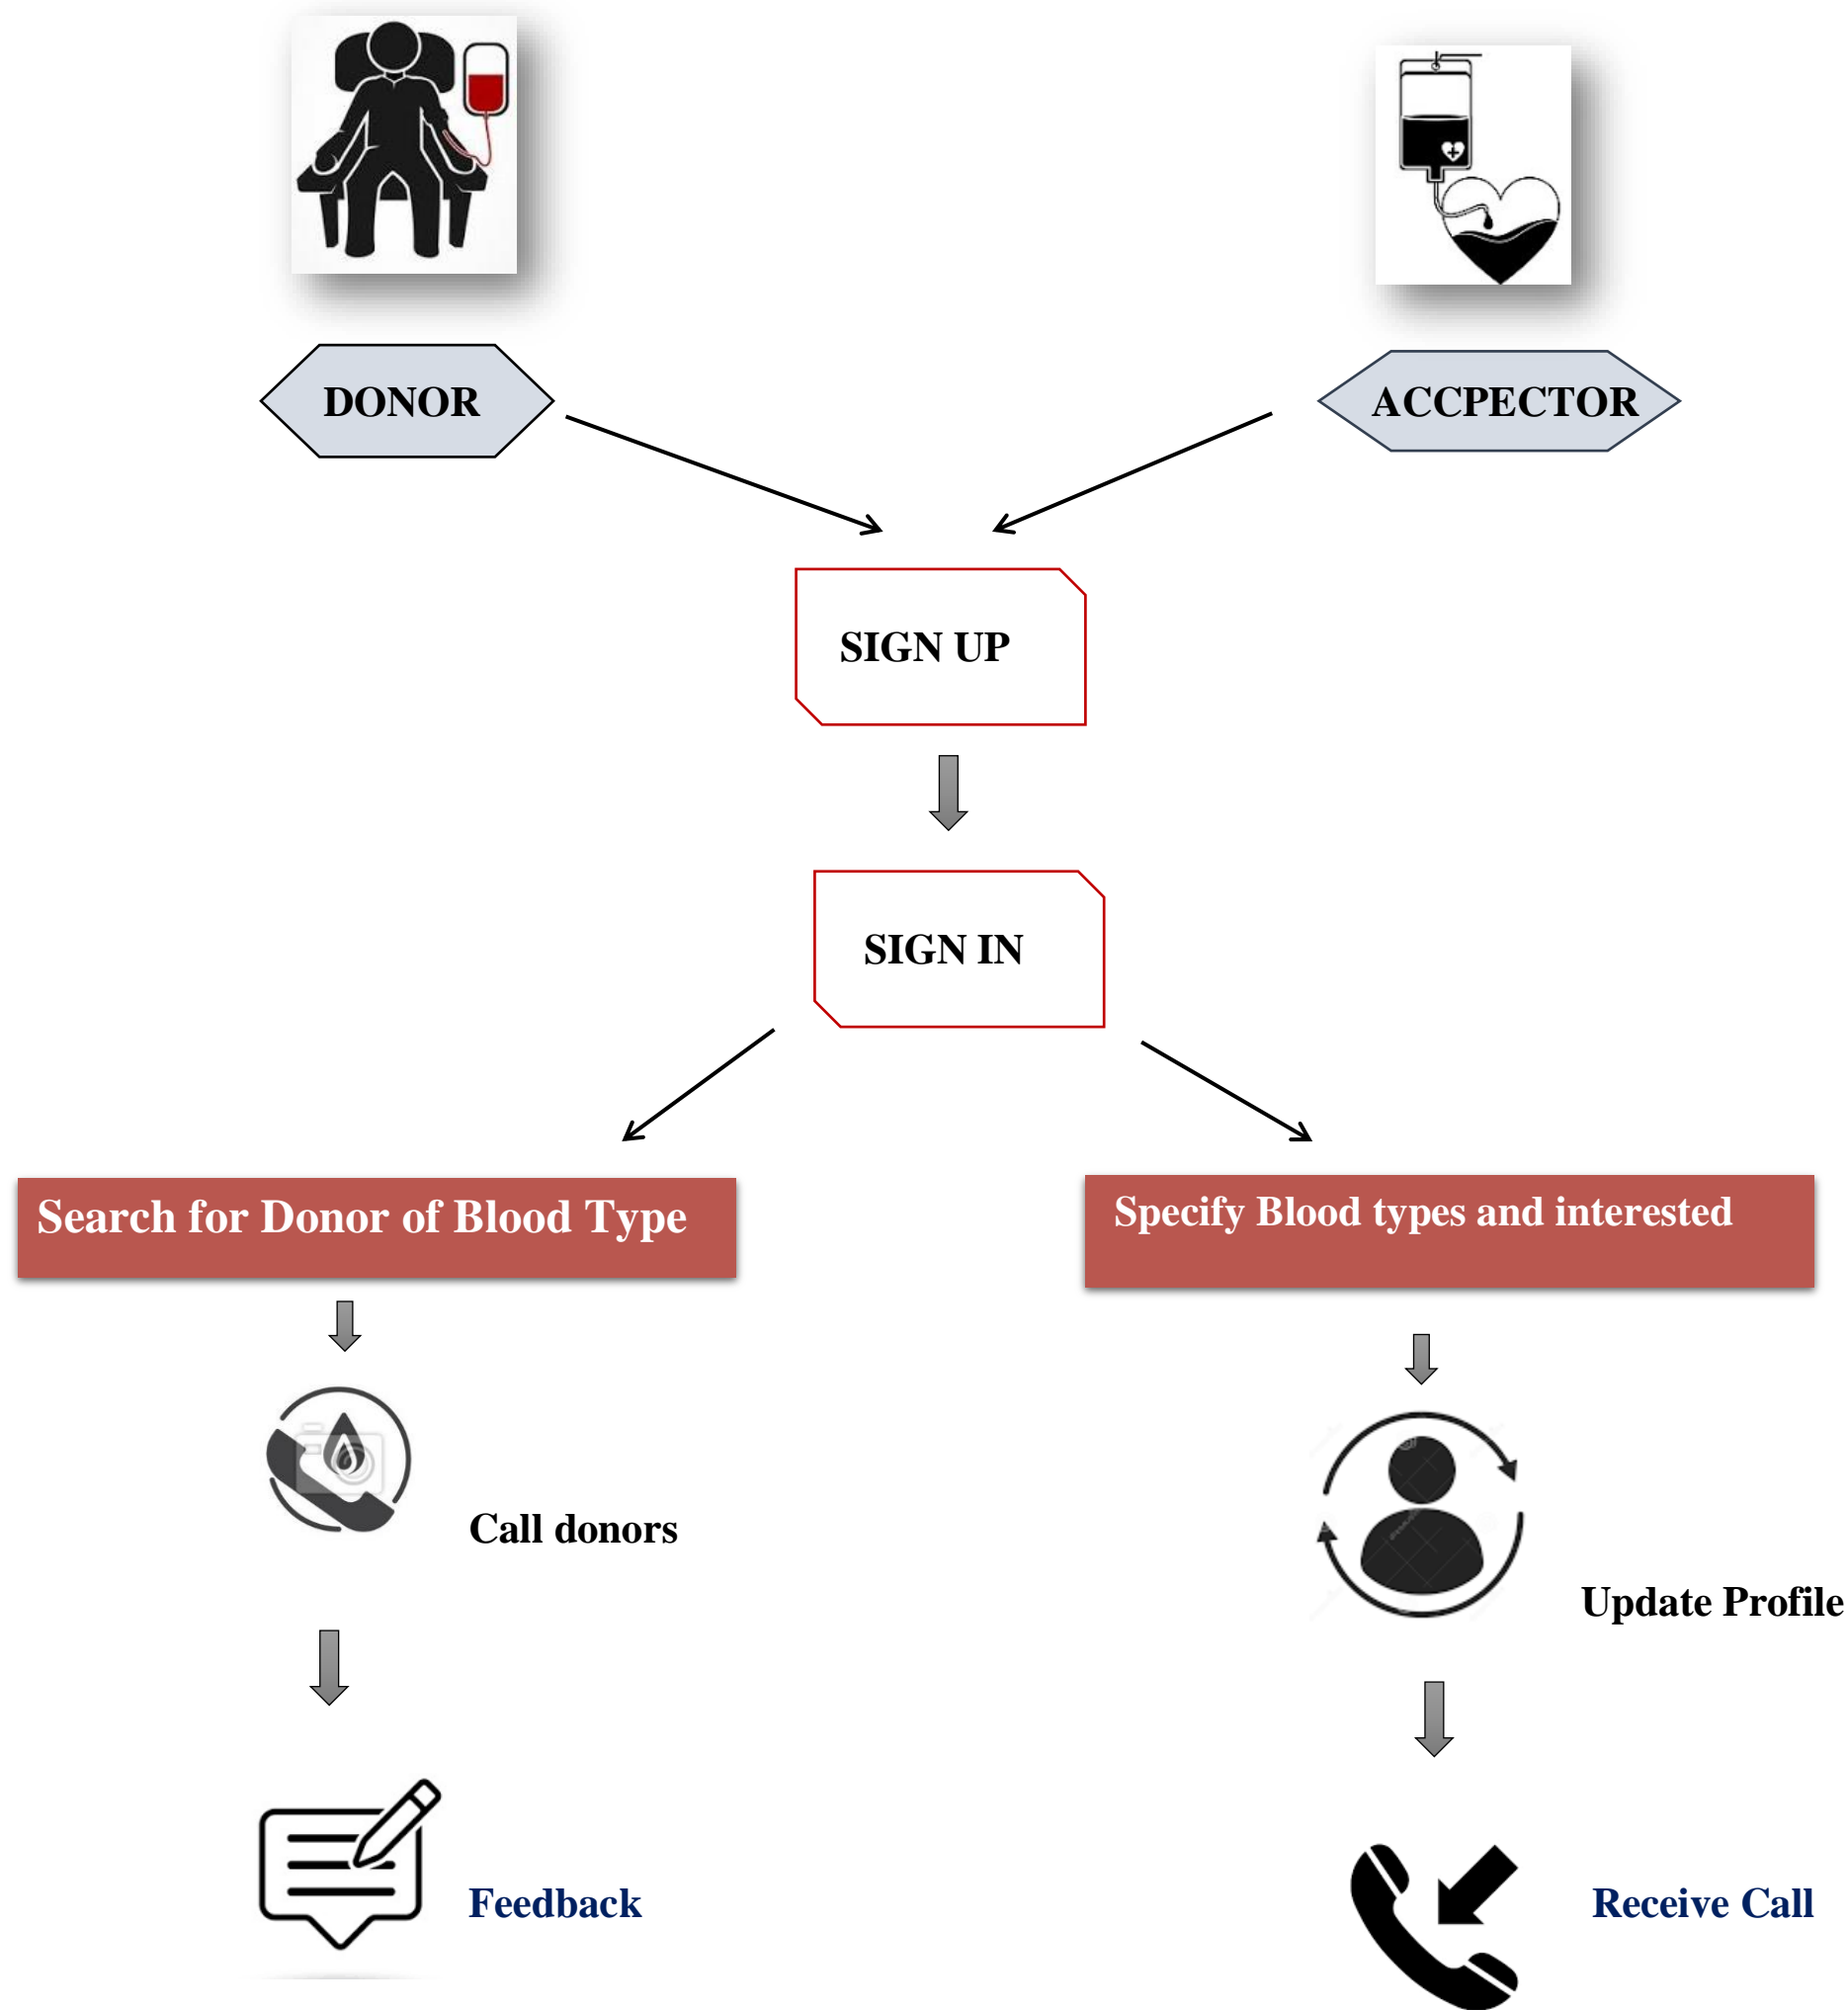 DONOR
ACCPECTOR
SIGN UP
SIGN IN
Search for Donor of Blood Type
Specify Blood types and interested
Call donors
Update Profile
Feedback
Receive Call